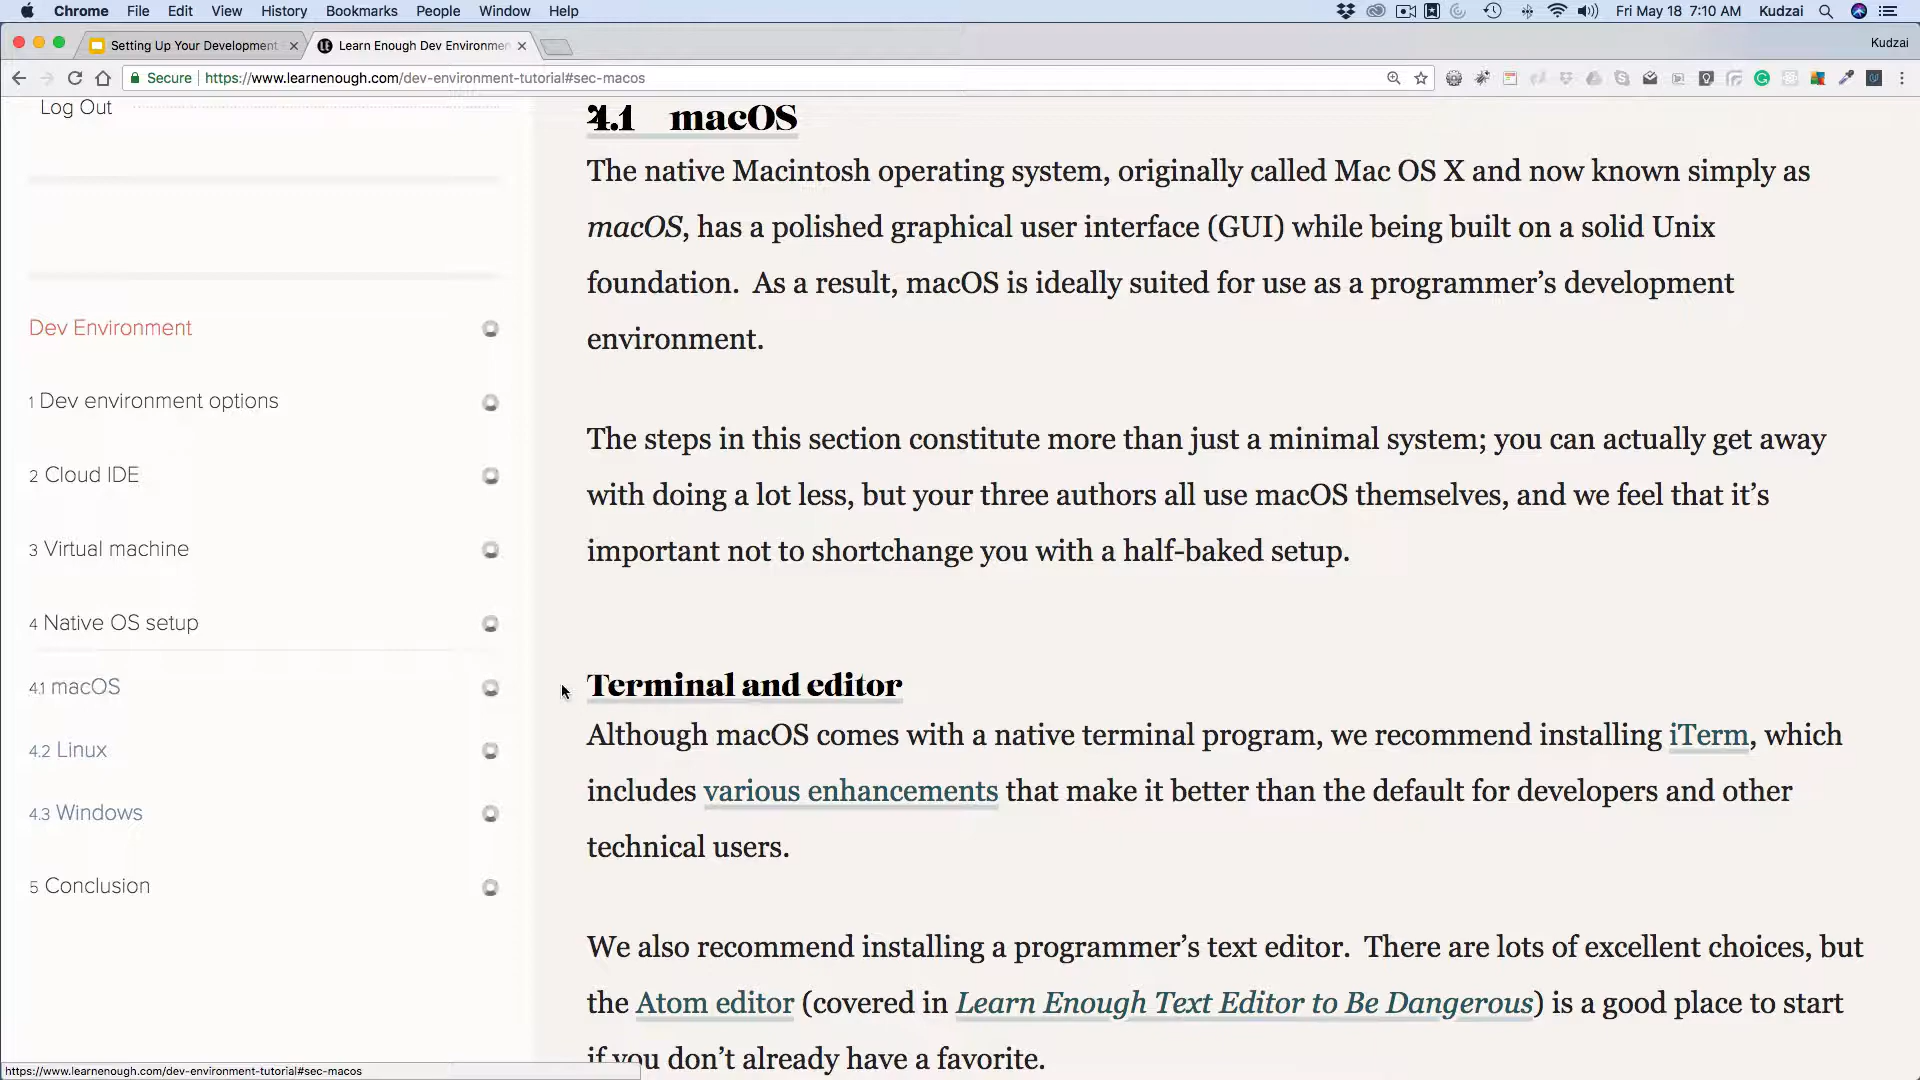 Chrome File Edit View History Bookmarks People Window Help Fri May 18 7:10 AM Kudzai
Setting Up Your Development Learn Enough Dev Environmen Kudzai
Secure https://www.learnenough.com/dev-environment-tutorial#sec-macos
Log Out
Dev Environment
1 Dev environment options
2 Cloud IDE
3 Virtual machine
4 Native OS setup
4.1 macOS
4.2 Linux
4.3 Windows
5 Conclusion
4.1 macOS
The native Macintosh operating system, originally called Mac OS X and now known simply as
macOS, has a polished graphical user interface (GUI) while being built on a solid Unix
foundation. As a result, macOS is ideally suited for use as a programmer’s development
environment.
The steps in this section constitute more than just a minimal system; you can actually get away
with doing a lot less, but your three authors all use macOS themselves, and we feel that it’s
important not to shortchange you with a half-baked setup.
Terminal and editor
Although macOS comes with a native terminal program, we recommend installing iTerm, which
includes various enhancements that make it better than the default for developers and other
technical users.
We also recommend installing a programmer’s text editor. There are lots of excellent choices, but
the Atom editor (covered in Learn Enough Text Editor to Be Dangerous) is a good place to start
if you don’t already have a favorite.
https://www.learnenough.com/dev-environment-tutorial#sec-macos